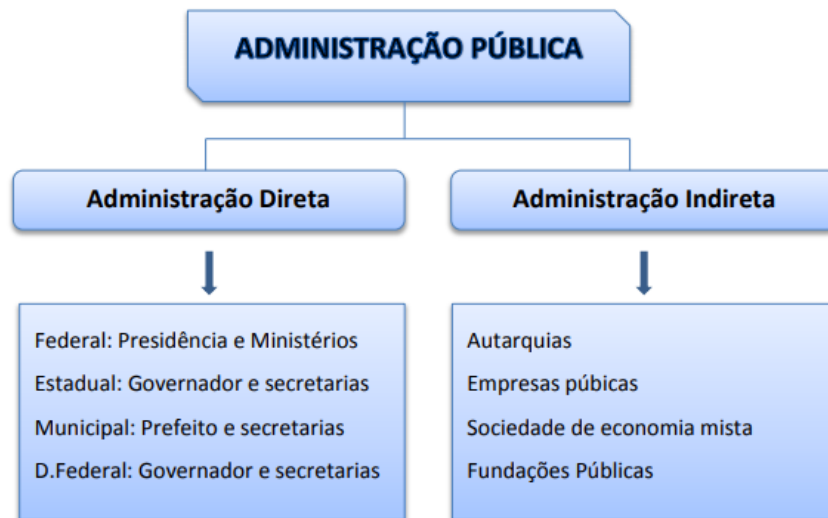 ADMINISTRAÇÃO PÚBLICA
Administração Direta
Administração Indireta
Federal: Presidência e Ministérios
Estadual: Governador e secretarias
Municipal: Prefeito e secretarias
D.Federal: Governador e secretarias
Autarquias
Empresas púbicas
Sociedade de economia mista
Fundações Públicas